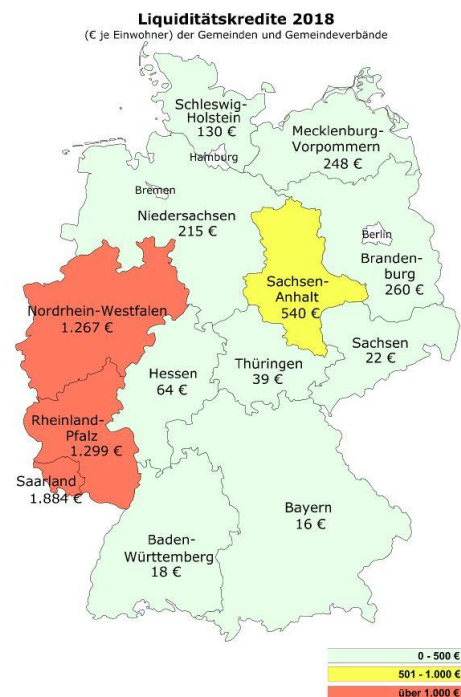 Liquiditätskredite 2018
(€ je Einwohner) der Gemeinden und Gemeindeverbände
Schleswig-
Holstein
130 €
Mecklenburg-
Vorpommern
248 €
Hamburg
Bremen
Niedersachsen
215 €
Berlin
Branden-
burg
260 €
Sachsen-
Anhalt
540 €
Nordrhein-Westfalen
1.267 €
Hessen
64 €
Thüringen
39 €
Sachsen
22 €
Rheinland-
Pfalz
1.299 €
Saarland
1.884 €
Bayern
16 €
Baden-
Württemberg
18 €
0 - 500 €
501 - 1.000 €
über 1.000 €